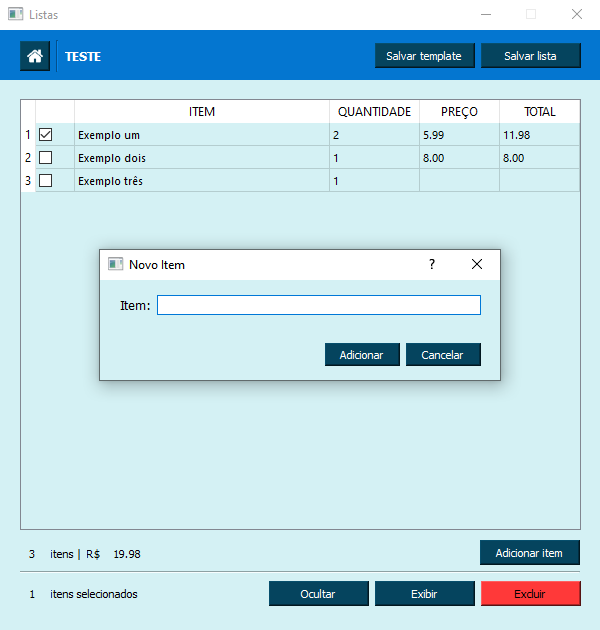 Listas
TESTE Salvar template Salvar lista
ITEM QUANTIDADE PREÇO TOTAL
1 Exemplo um 2 5.99 11.98
2 Exemplo dois 1 8.00 8.00
3 Exemplo três 1
Novo Item ?
Item:
Adicionar Cancelar
3 itens | R$ 19.98 Adicionar item
1 itens selecionados Ocultar Exibir Excluir